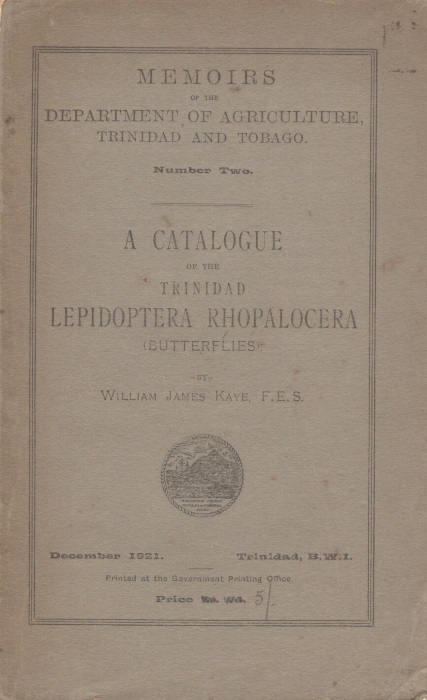 MEMOIRS
OF THE
DEPARTMENT OF AGRICULTURE,
TRINIDAD AND TOBAGO.
Number Two.
A CATALOGUE
OF THE
TRINIDAD
LEPIDOPTERA RHOPALOCERA
(BUTTERFLIES)
-BY-
WILLIAM JAMES KAYE, F.E.S.
December 1921. Trinidad, B.W.I.
Printed at the Government Printing Office
Price 5/-